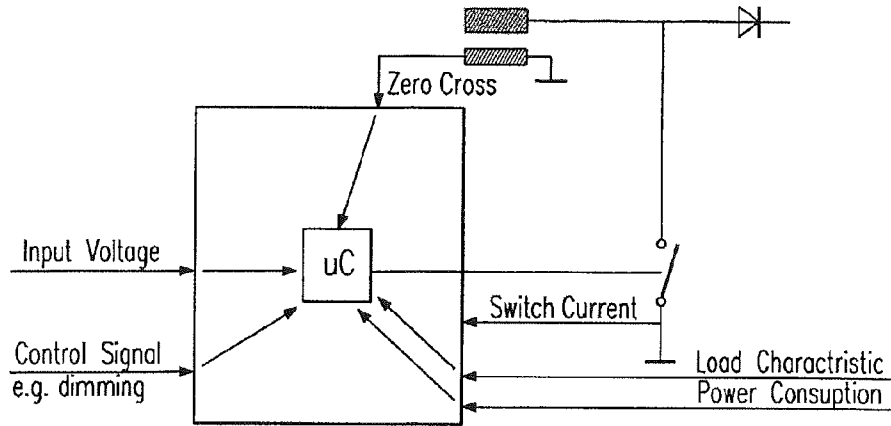 Zero Cross
Input Voltage
uC
Switch Current
Control Signal
e.g. dimming
Load Charactristic
Power Consuption